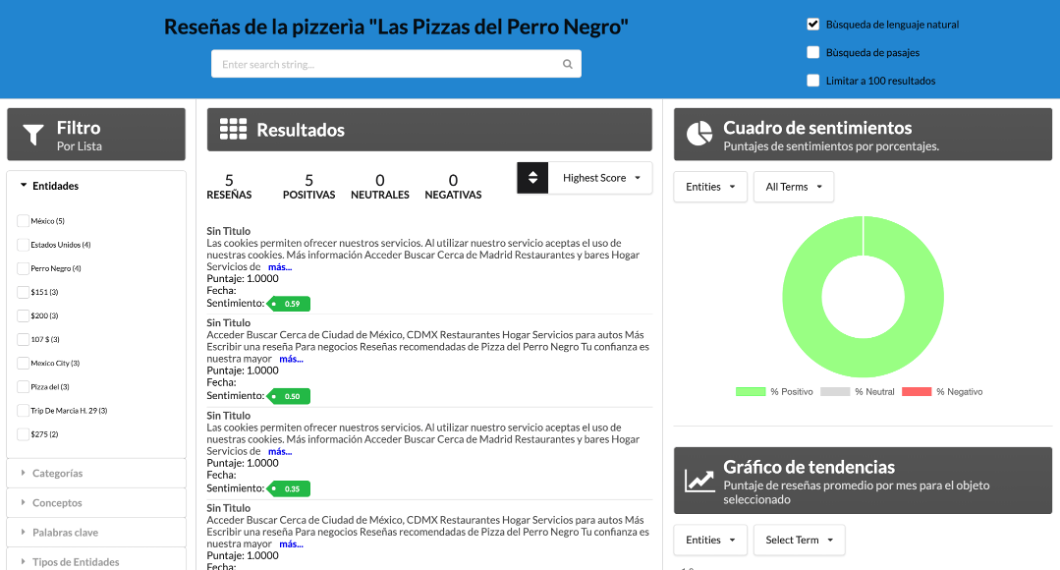 Reseñas de la pizzerìa "Las Pizzas del Perro Negro"
Enter search string...
Bùsqueda de lenguaje natural
Bùsqueda de pasajes
Limitar a 100 resultados
Filtro
Por Lista
Entidades
México (5)
Estados Unidos (4)
Perro Negro (4)
$151 (3)
$200 (3)
107 $ (3)
Mexico City (3)
Pizza del (3)
Trip De Marcia H. 29 (3)
$275 (2)
Categorías
Conceptos
Palabras clave
Tipos de Entidades
Resultados
5 5 0 0
RESEÑAS POSITIVAS NEUTRALES NEGATIVAS
Highest Score
Sin Titulo
Las cookies permiten ofrecer nuestros servicios. Al utilizar nuestro servicio aceptas el uso de
nuestras cookies. Más información Acceder Buscar Cerca de Madrid Restaurantes y bares Hogar
Servicios de más...
Puntaje: 1.0000
Fecha:
Sentimiento: 0.59
Sin Titulo
Acceder Buscar Cerca de Ciudad de México, CDMX Restaurantes Hogar Servicios para autos Más
Escribir una reseña Para negocios Reseñas recomendadas de Pizza del Perro Negro Tu confianza es
nuestra mayor más...
Puntaje: 1.0000
Fecha:
Sentimiento: 0.50
Sin Titulo
Las cookies permiten ofrecer nuestros servicios. Al utilizar nuestro servicio aceptas el uso de
nuestras cookies. Más información Acceder Buscar Cerca de Madrid Restaurantes y bares Hogar
Servicios de más...
Puntaje: 1.0000
Fecha:
Sentimiento: 0.35
Sin Titulo
Acceder Buscar Cerca de Ciudad de México, CDMX Restaurantes Hogar Servicios para autos Más
Escribir una reseña Para negocios Reseñas recomendadas de Pizza del Perro Negro Tu confianza es
nuestra mayor más...
Puntaje: 1.0000
Fecha:
Cuadro de sentimientos
Puntajes de sentimientos por porcentajes.
Entities All Terms
% Positivo % Neutral % Negativo
Gráfico de tendencias
Puntaje de reseñas promedio por mes para el objeto
seleccionado
Entities Select Term